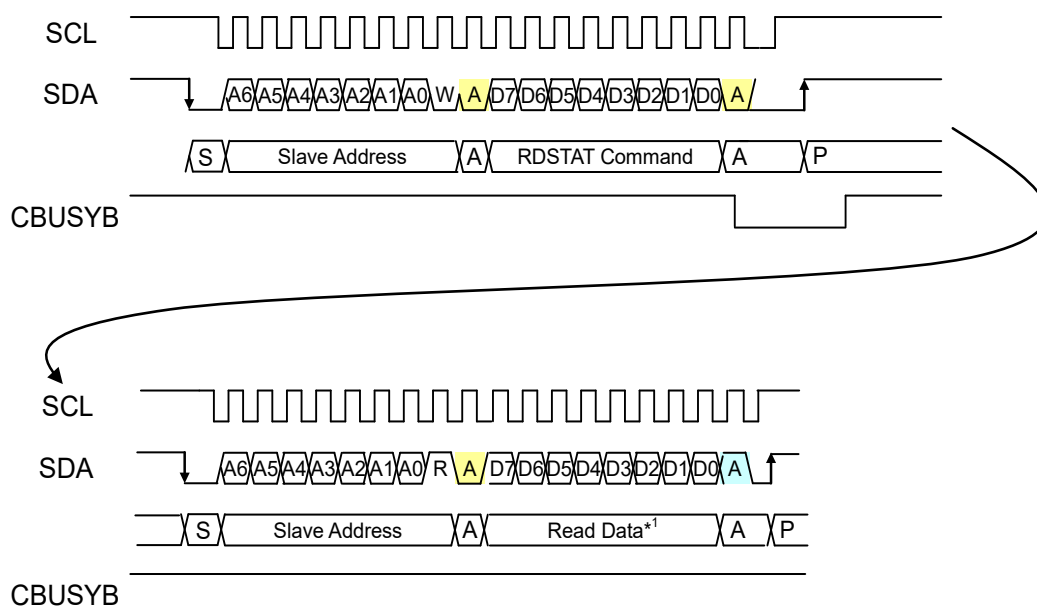 SCL
SDA A6 A5 A4 A3 A2 A1 A0 W A D7 D6 D5 D4 D3 D2 D1 D0 A
S Slave Address A RDSTAT Command A P
CBUSYB
SCL
SDA A6 A5 A4 A3 A2 A1 A0 R A D7 D6 D5 D4 D3 D2 D1 D0 A
S Slave Address A Read Data*1 A P
CBUSYB